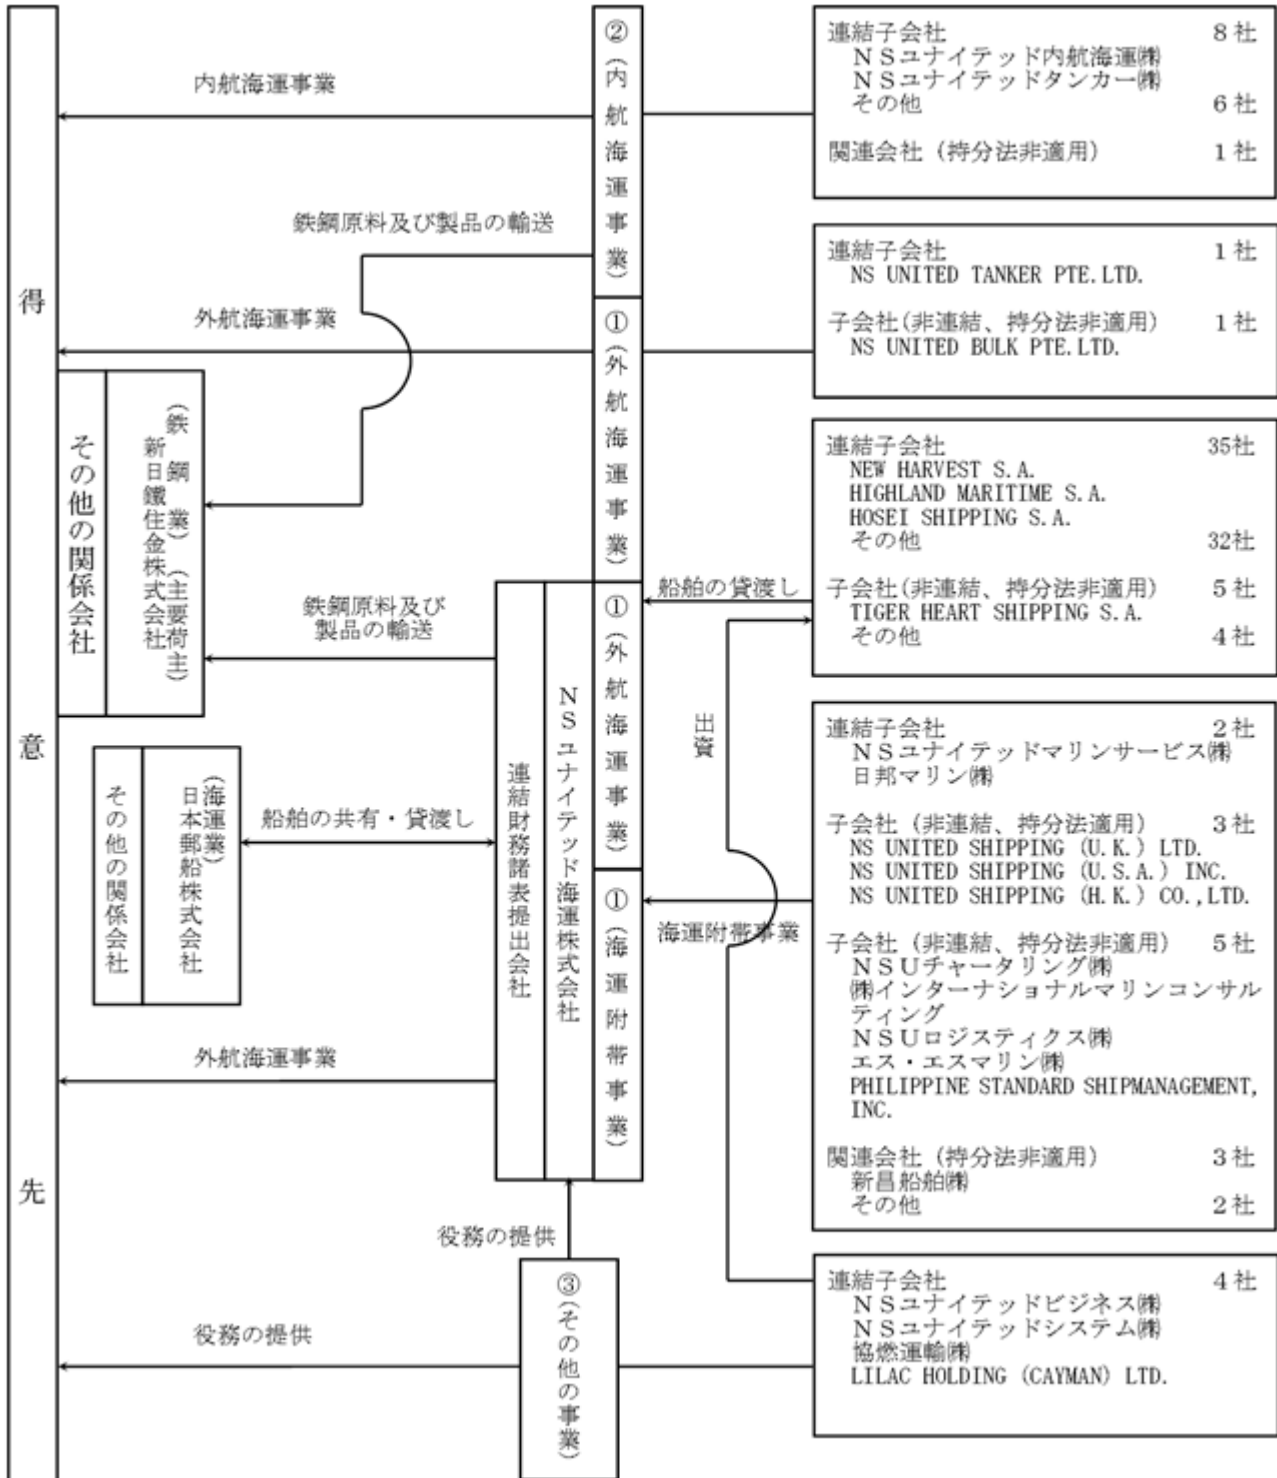 得意先
内航海運事業
鉄鋼原料及び製品の輸送
外航海運事業
その他の関係会社
(鉄鋼業)(主要荷主)
新日鐵住金株式会社
鉄鋼原料及び
製品の輸送
その他の関係会社
(海運業)
日本郵船株式会社
船舶の共有・貸渡し
外航海運事業
役務の提供
役務の提供
②(内航海運事業)
①(外航海運事業)
①(外航海運事業)
①(海運附帯事業)
NSユナイテッド海運株式会社
連結財務諸表提出会社
③(その他の事業)
船舶の貸渡し
出資
海運附帯事業
連結子会社 8社
NSユナイテッド内航海運㈱
NSユナイテッドタンカー㈱
その他 6社
関連会社(持分法非適用) 1社
連結子会社 1社
NS UNITED TANKER PTE.LTD.
子会社(非連結、持分法非適用) 1社
NS UNITED BULK PTE.LTD.
連結子会社 35社
NEW HARVEST S.A.
HIGHLAND MARITIME S.A.
HOSEI SHIPPING S.A.
その他 32社
子会社(非連結、持分法非適用) 5社
TIGER HEART SHIPPING S.A.
その他 4社
連結子会社 2社
NSユナイテッドマリンサービス㈱
日邦マリン㈱
子会社(非連結、持分法適用) 3社
NS UNITED SHIPPING (U.K.) LTD.
NS UNITED SHIPPING (U.S.A.) INC.
NS UNITED SHIPPING (H.K.) CO.,LTD.
子会社(非連結、持分法非適用) 5社
NSUチャータリング㈱
㈱インターナショナルマリンコンサル
ティング
NSUロジスティクス㈱
エス・エスマリン㈱
PHILIPPINE STANDARD SHIPMANAGEMENT,
INC.
関連会社(持分法非適用) 3社
新昌船舶㈱
その他 2社
連結子会社 4社
NSユナイテッドビジネス㈱
NSユナイテッドシステム㈱
協燃運輸㈱
LILAC HOLDING (CAYMAN) LTD.